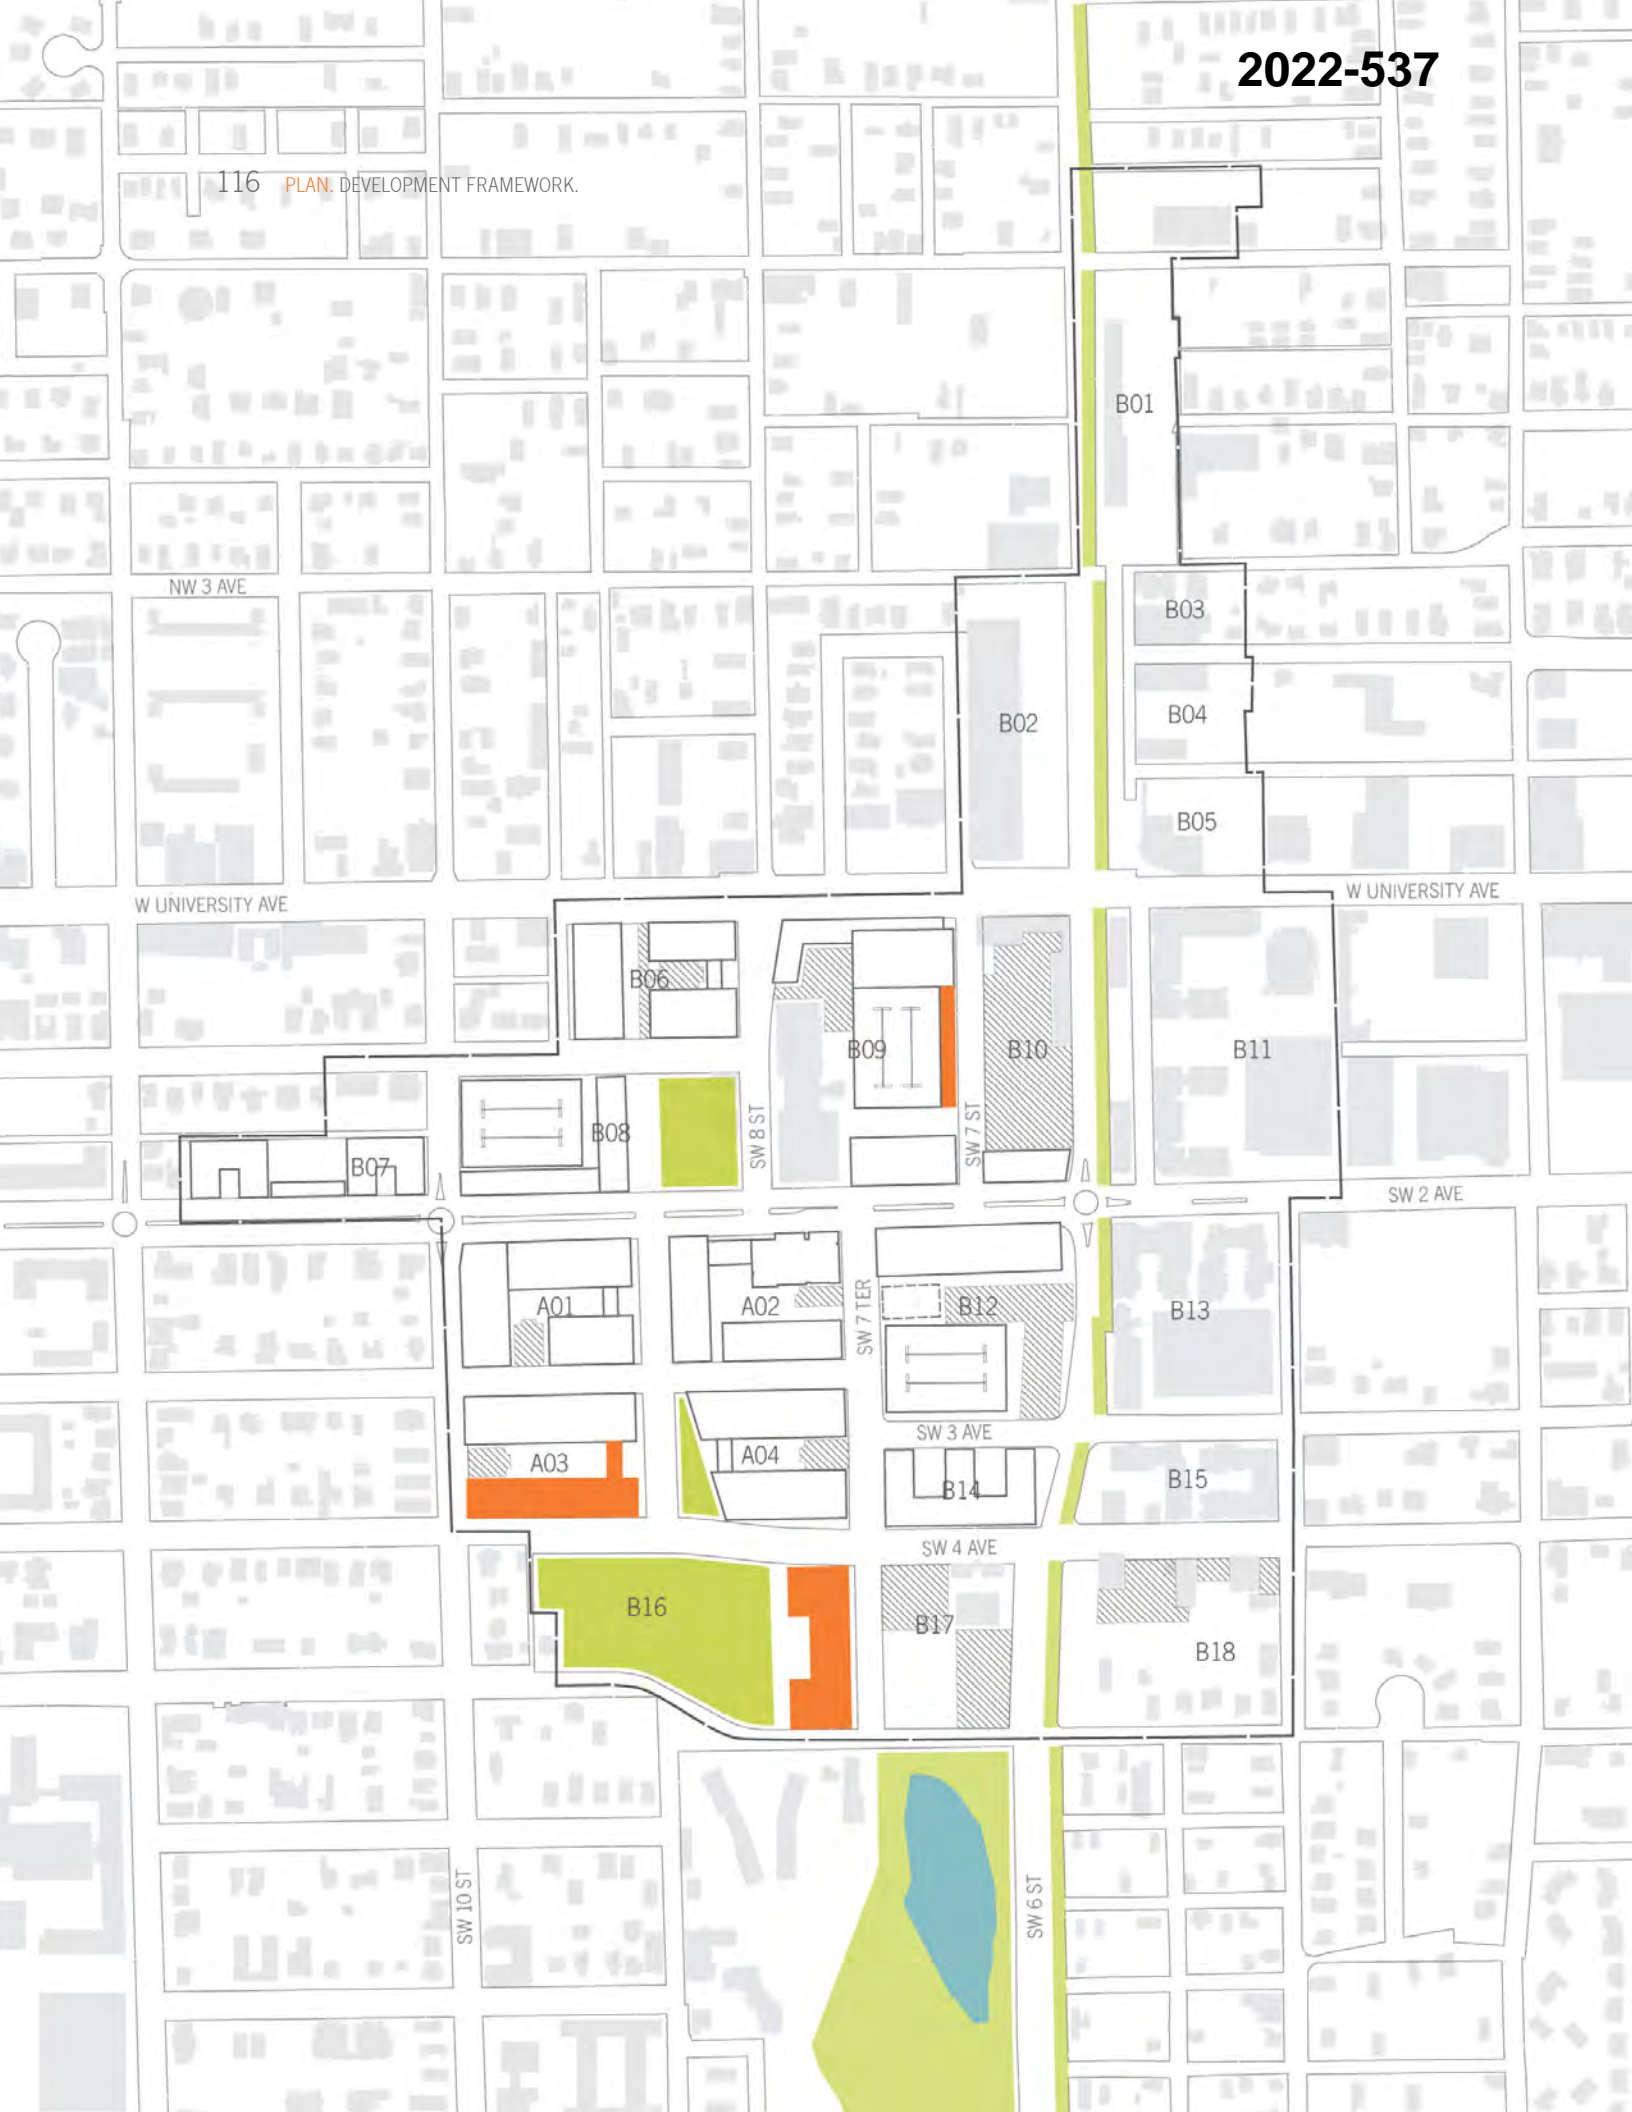 2022-537
116 PLAN. DEVELOPMENT FRAMEWORK.
B01
NW 3 AVE
B03
B04
B02
B05
W UNIVERSITY AVE
W UNIVERSITY AVE
B06
B09
B10
B11
B08
SW 8 ST
SW 7 ST
B07
SW 2 AVE
A01
A02
SW 7 TER
B12
B13
SW 3 AVE
A03
A04
B14
B15
SW 4 AVE
B16
B17
B18
SW 10 ST
SW 6 ST